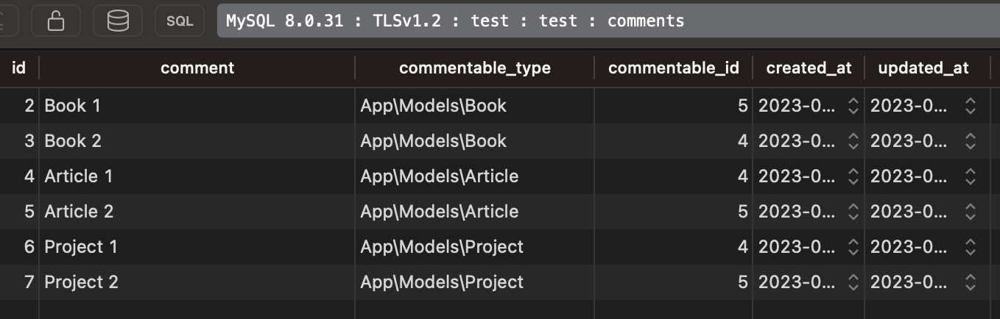 SQL MySQL 8.0.31 : TLSv1.2 : test : test : comments
id comment commentable_type commentable_id created_at updated_at
2 Book 1 App\Models\Book 5 2023-0... 2023-0...
3 Book 2 App\Models\Book 4 2023-0... 2023-0...
4 Article 1 App\Models\Article 4 2023-0... 2023-0...
5 Article 2 App\Models\Article 5 2023-0... 2023-0...
6 Project 1 App\Models\Project 4 2023-0... 2023-0...
7 Project 2 App\Models\Project 5 2023-0... 2023-0...